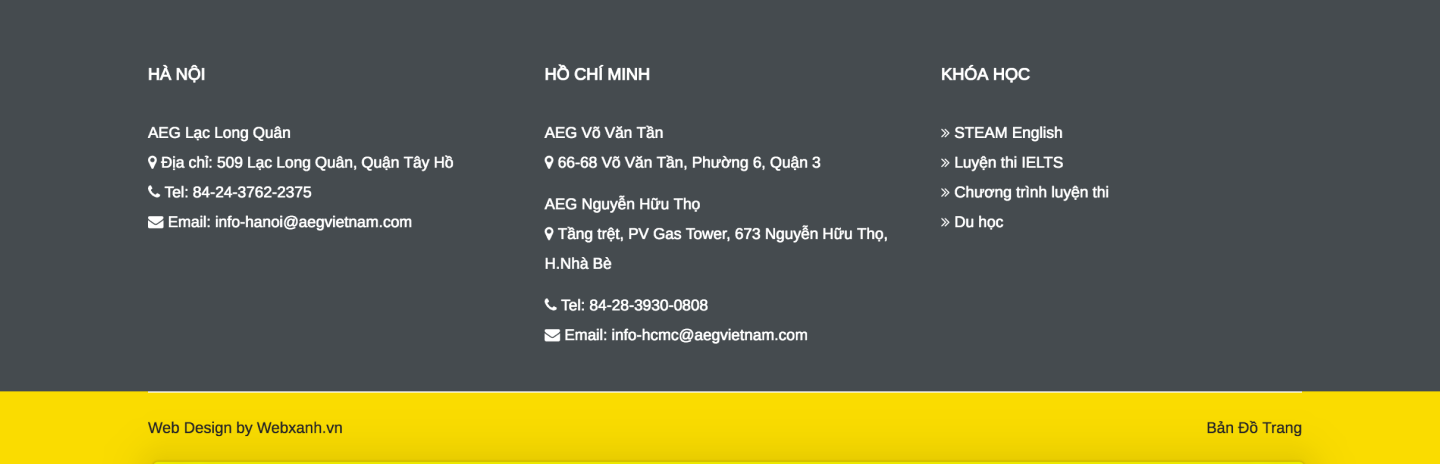 HÀ NỘI
AEG Lạc Long Quân
Địa chỉ: 509 Lạc Long Quân, Quận Tây Hồ
Tel: 84-24-3762-2375
Email: info-hanoi@aegvietnam.com
HỒ CHÍ MINH
AEG Võ Văn Tần
66-68 Võ Văn Tần, Phường 6, Quận 3
AEG Nguyễn Hữu Thọ
Tầng trệt, PV Gas Tower, 673 Nguyễn Hữu Thọ,
H.Nhà Bè
Tel: 84-28-3930-0808
Email: info-hcmc@aegvietnam.com
KHÓA HỌC
» STEAM English
» Luyện thi IELTS
» Chương trình luyện thi
» Du học
Web Design by Webxanh.vn
Bản Đồ Trang